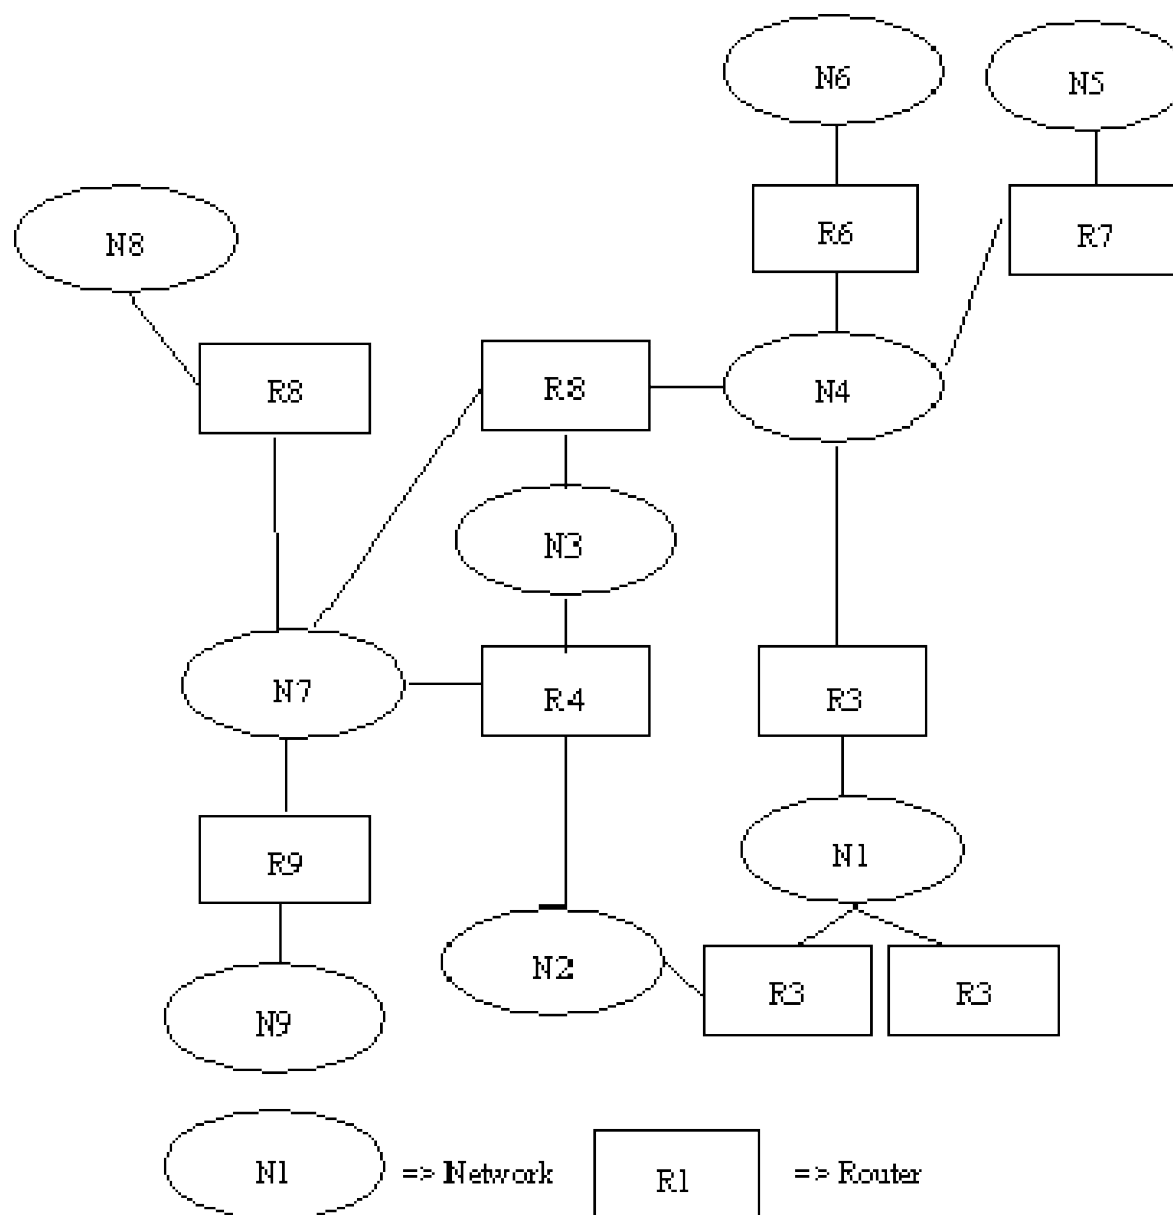 N6
N5
R6
R7
N8
R8
R8
N4
N3
N7
R4
R3
R9
N1
N2
R3
R3
N9
N1 => Network
R1 => Router